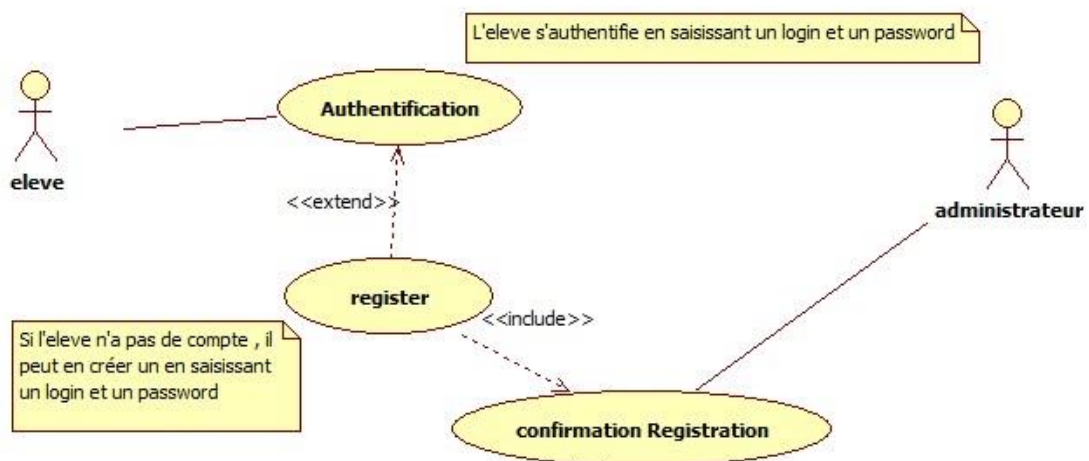 L'eleve s'authentifie en saisissant un login et un password
Authentification
eleve
<<extend>>
administrateur
register
<<include>>
Si l'eleve n'a pas de compte , il
peut en créer un en saisissant
un login et un password
confirmation Registration